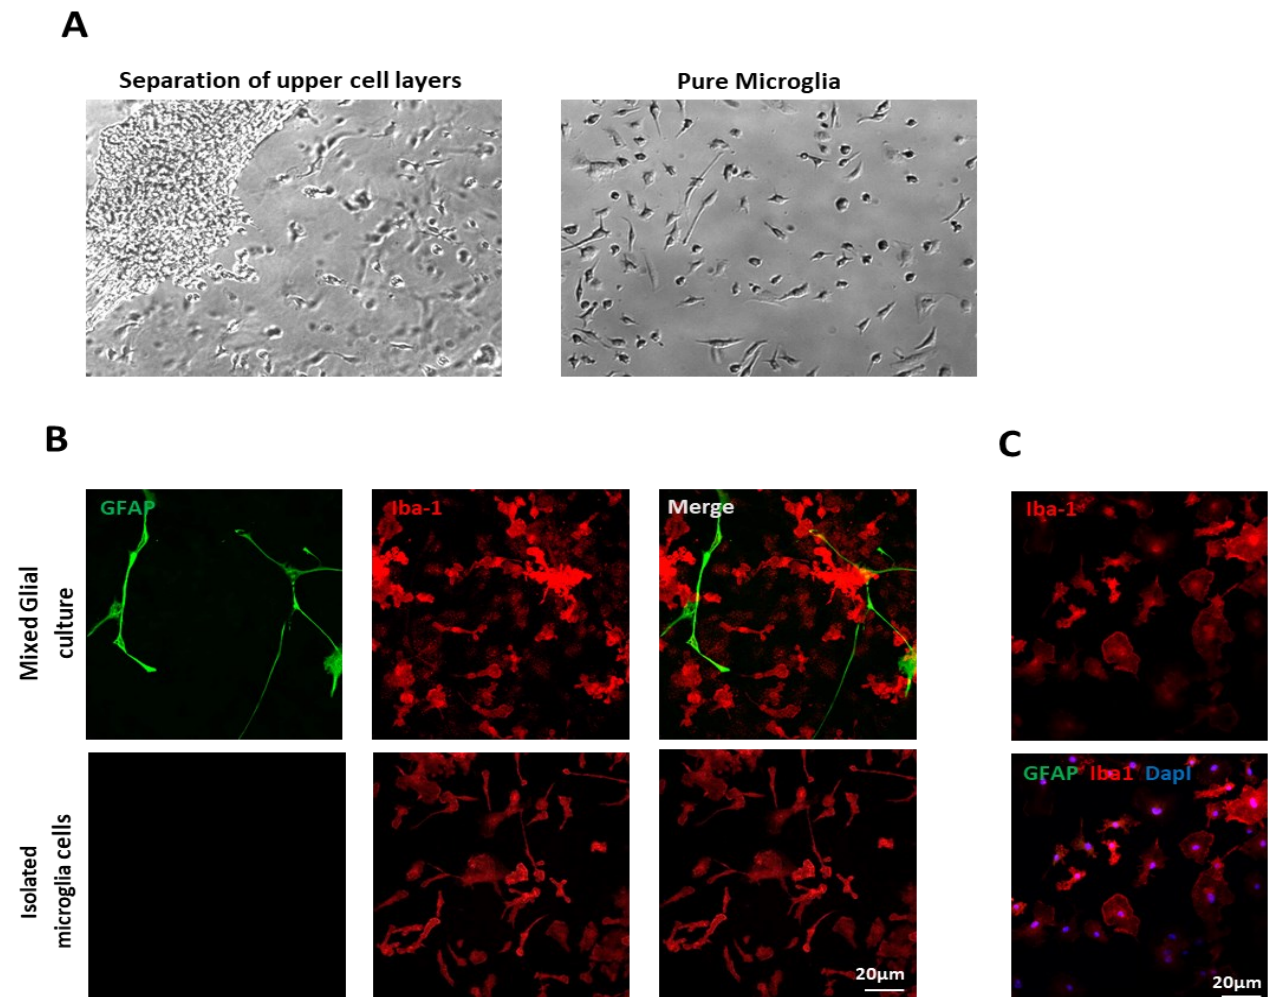 A
Separation of upper cell layers
Pure Microglia
B
C
Mixed Glial
culture
GFAP
Iba-1
Merge
Iba-1
Isolated
microglia cells
20µm
GFAP Iba1 DapI
20µm